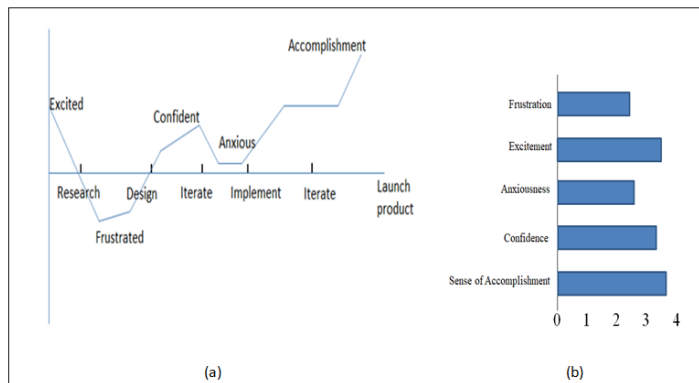 Accomplishment
Excited
Confident
Anxious
Research
Design
Iterate
Implement
Iterate
Launch
product
Frustrated
(a)
Frustration
Excitement
Anxiousness
Confidence
Sense of Accomplishment
0 1 2 3 4
(b)